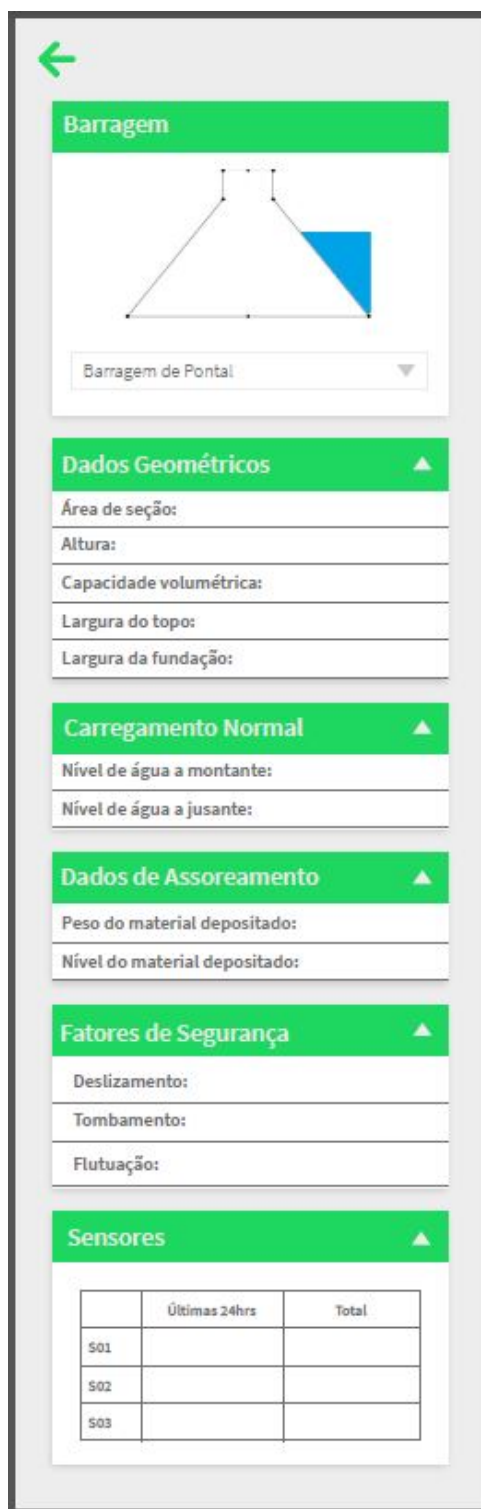 Barragem
Barragem de Pontal
Dados Geométricos
Área de seção:
Altura:
Capacidade volumétrica:
Largura do topo:
Largura da fundação:
Carregamento Normal
Nível de água a montante:
Nível de água a jusante:
Dados de Assoreamento
Peso do material depositado:
Nível do material depositado:
Fatores de Segurança
Deslizamento:
Tombamento:
Flutuação:
Sensores
Últimas 24hrs Total
S01
S02
S03